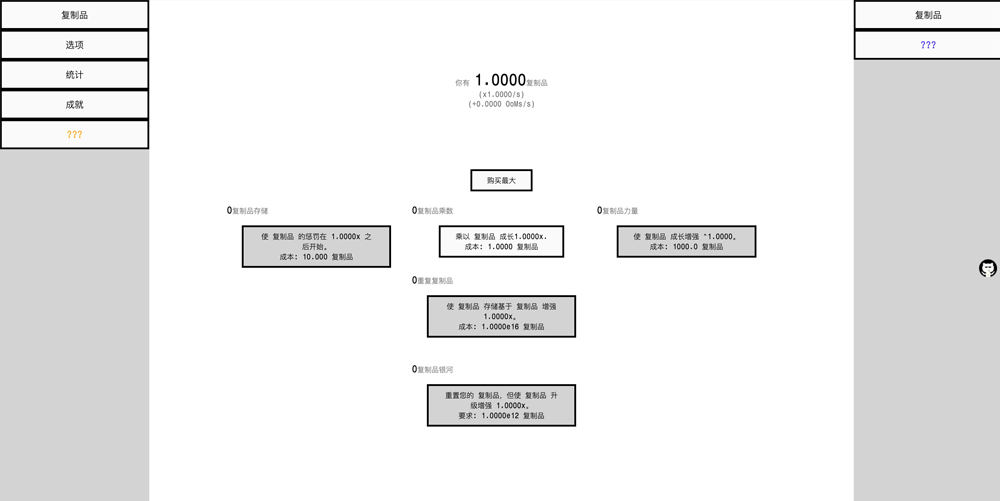 复制品
选项
统计
成就
???
你有 1.0000复制品
(x1.0000/s)
(+0.0000 OoMs/s)
购买最大
0复制品存储
使 复制品 的惩罚在 1.0000x 之
后开始。
成本: 10.000 复制品
0复制品乘数
乘以 复制品 成长1.0000x.
成本: 1.0000 复制品
0复制品力量
使 复制品 成长增强 ^1.0000。
成本: 1000.0 复制品
0重复复制品
使 复制品 存储基于 复制品 增强
1.0000x。
成本: 1.0000e16 复制品
0复制品银河
重置您的 复制品, 但使 复制品 升
级增强 1.0000x。
要求: 1.0000e12 复制品
复制品
???